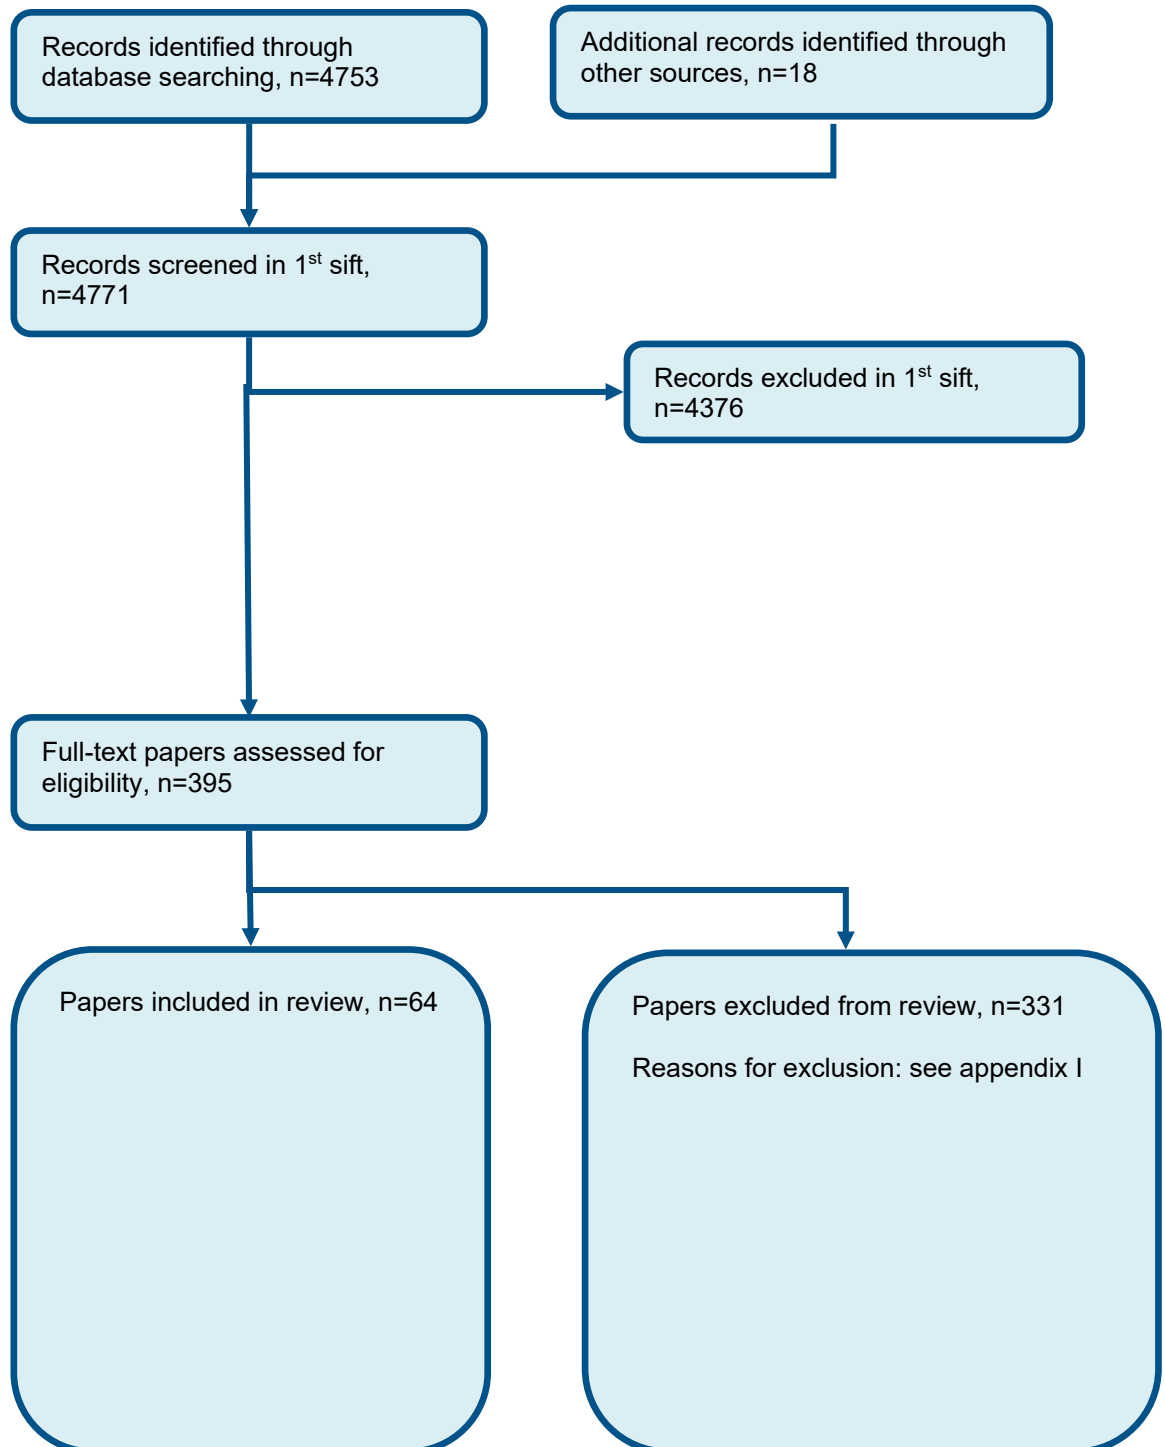 Records identified through
database searching, n=4753
Additional records identified through
other sources, n=18
Records screened in 1st sift,
n=4771
Records excluded in 1st sift,
n=4376
Full-text papers assessed for
eligibility, n=395
Papers included in review, n=64
Papers excluded from review, n=331
Reasons for exclusion: see appendix I